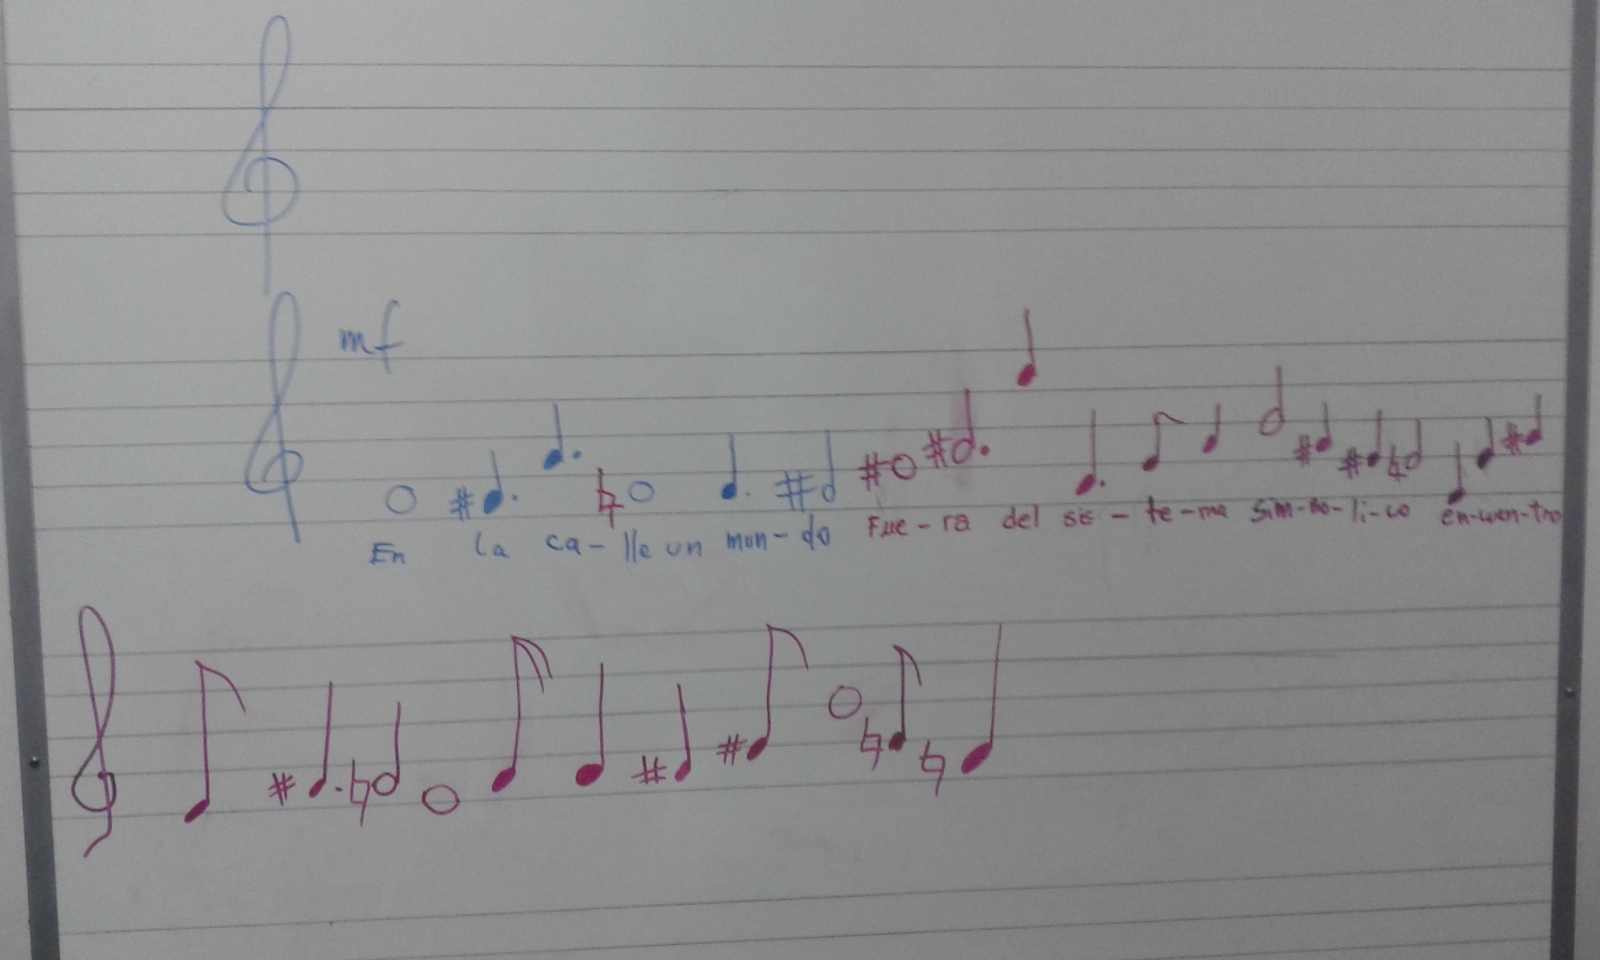 mf
En la ca-lle un mun-do Fue-ra del sis-te-ma sim-bo-li-co en-cuen-tro